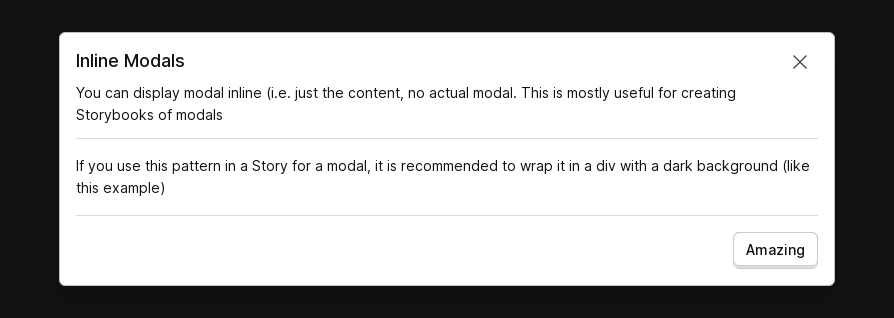 Inline Modals
You can display modal inline (i.e. just the content, no actual modal. This is mostly useful for creating
Storybooks of modals
If you use this pattern in a Story for a modal, it is recommended to wrap it in a div with a dark background (like
this example)
Amazing